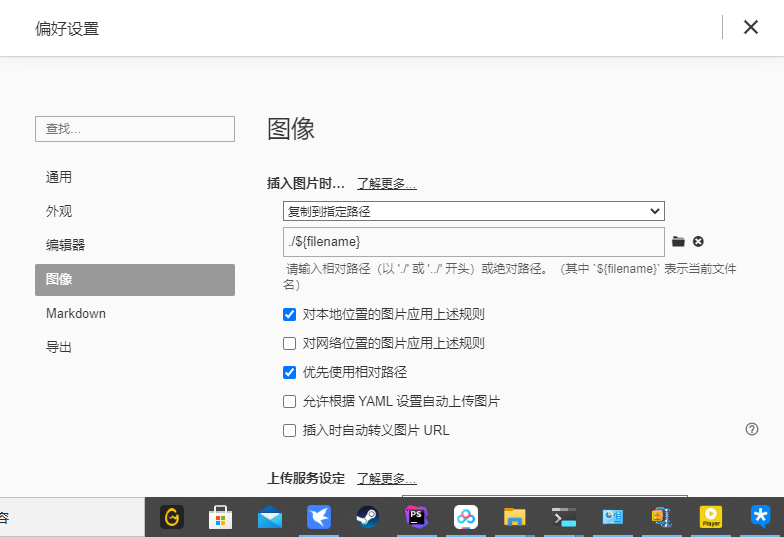 偏好设置
查找...
通用
外观
编辑器
图像
Markdown
导出
图像
插入图片时... 了解更多...
复制到指定路径
./${filename}
请输入相对路径（以 './' 或 '../' 开头）或绝对路径。（其中 `${filename}` 表示当前文件
名）
对本地位置的图片应用上述规则
对网络位置的图片应用上述规则
优先使用相对路径
允许根据 YAML 设置自动上传图片
插入时自动转义图片 URL
上传服务设定 了解更多...
容
PS
Player